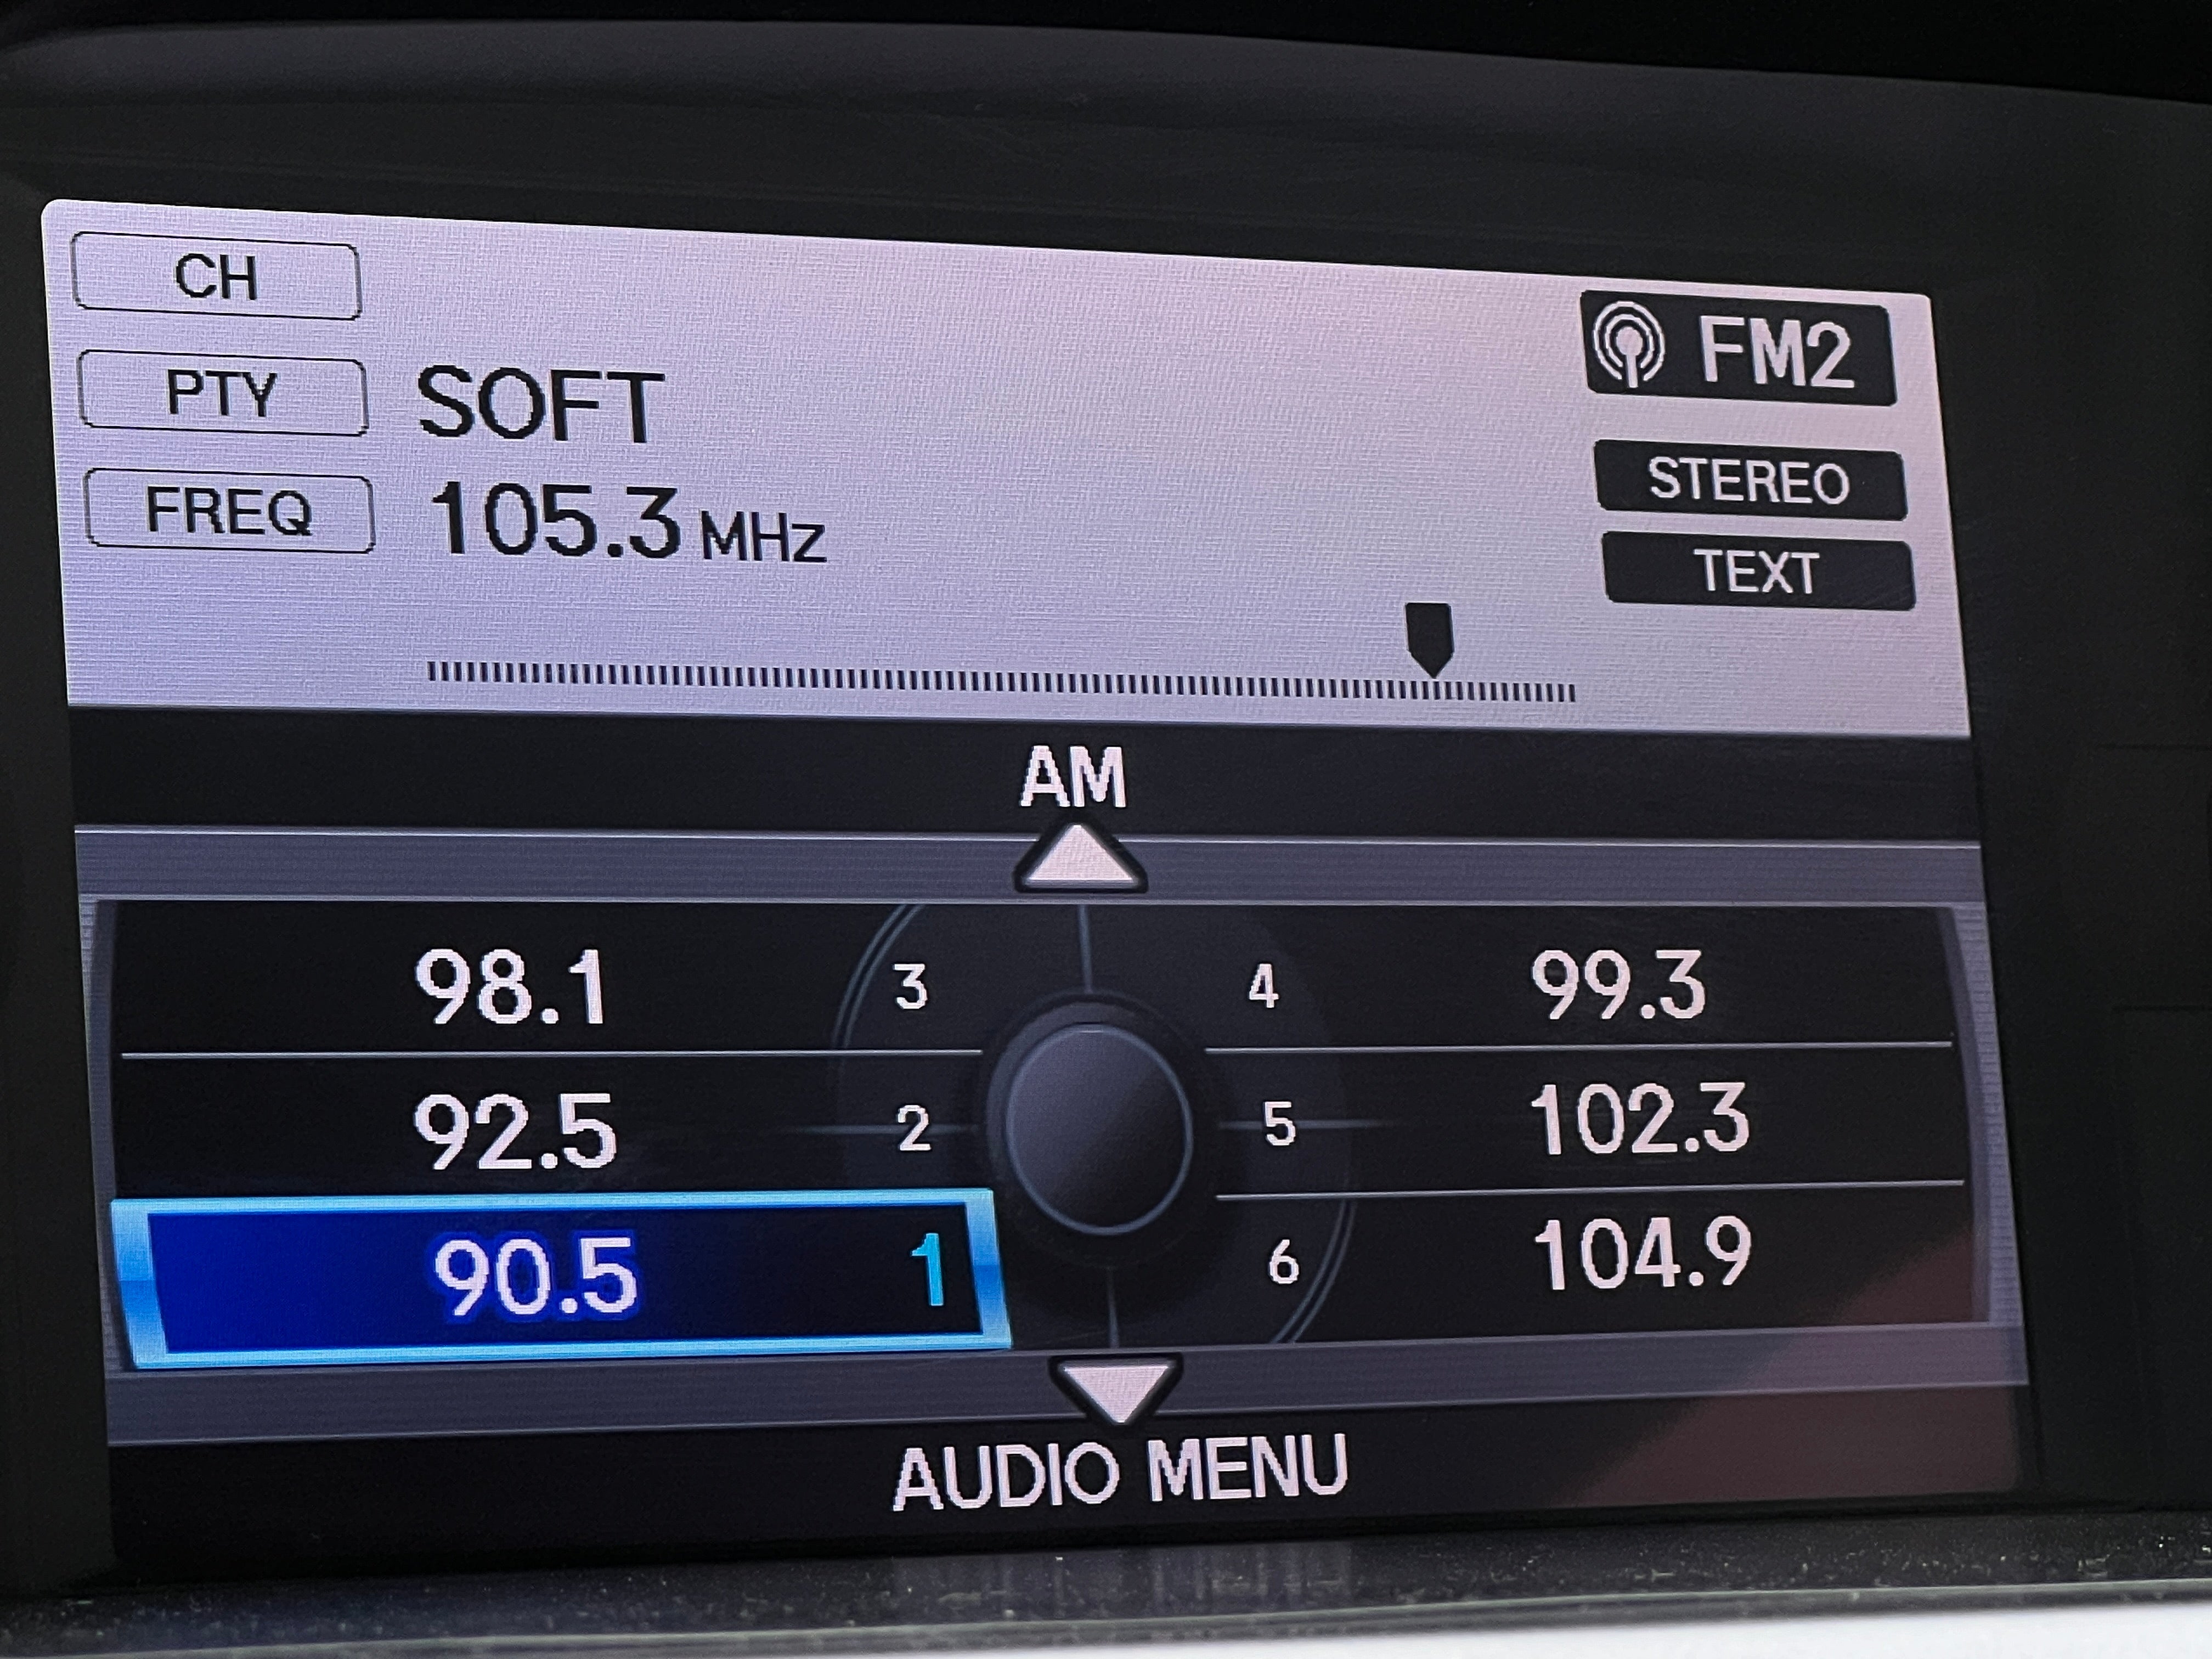 CH
FM2
PTY SOFT
STEREO
FREQ 105.3 MHz
TEXT
AM
98.1 3 4 99.3
92.5 2 5 102.3
90.5 1 6 104.9
AUDIO MENU